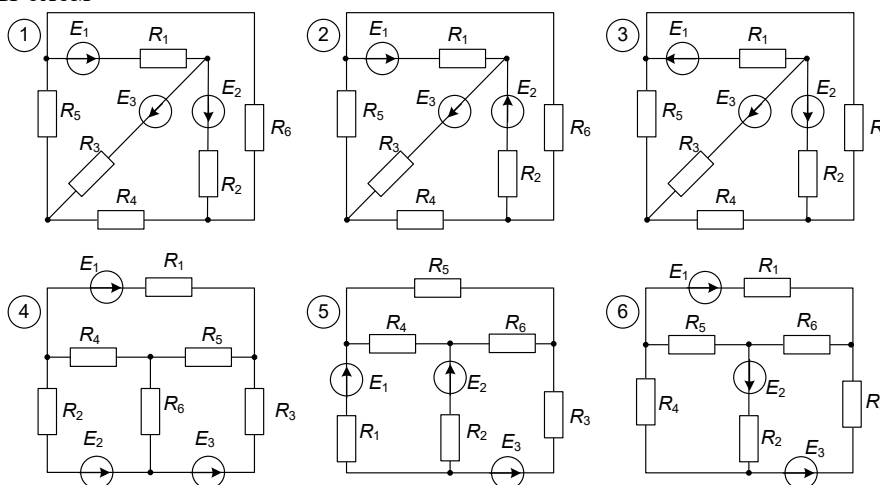 1 E1 R1 R5 E3 E2 R3 R6 R2 R4
2 E1 R1 R5 E3 E2 R3 R6 R2 R4
3 E1 R1 R5 E3 E2 R3 R R2 R4
4 E1 R1 R4 R5 R2 R6 R3 E2 E3
5 R5 R4 R6 E1 E2 R3 R1 R2 E3
6 E1 R1 R5 R6 R4 E2 R R2 E3